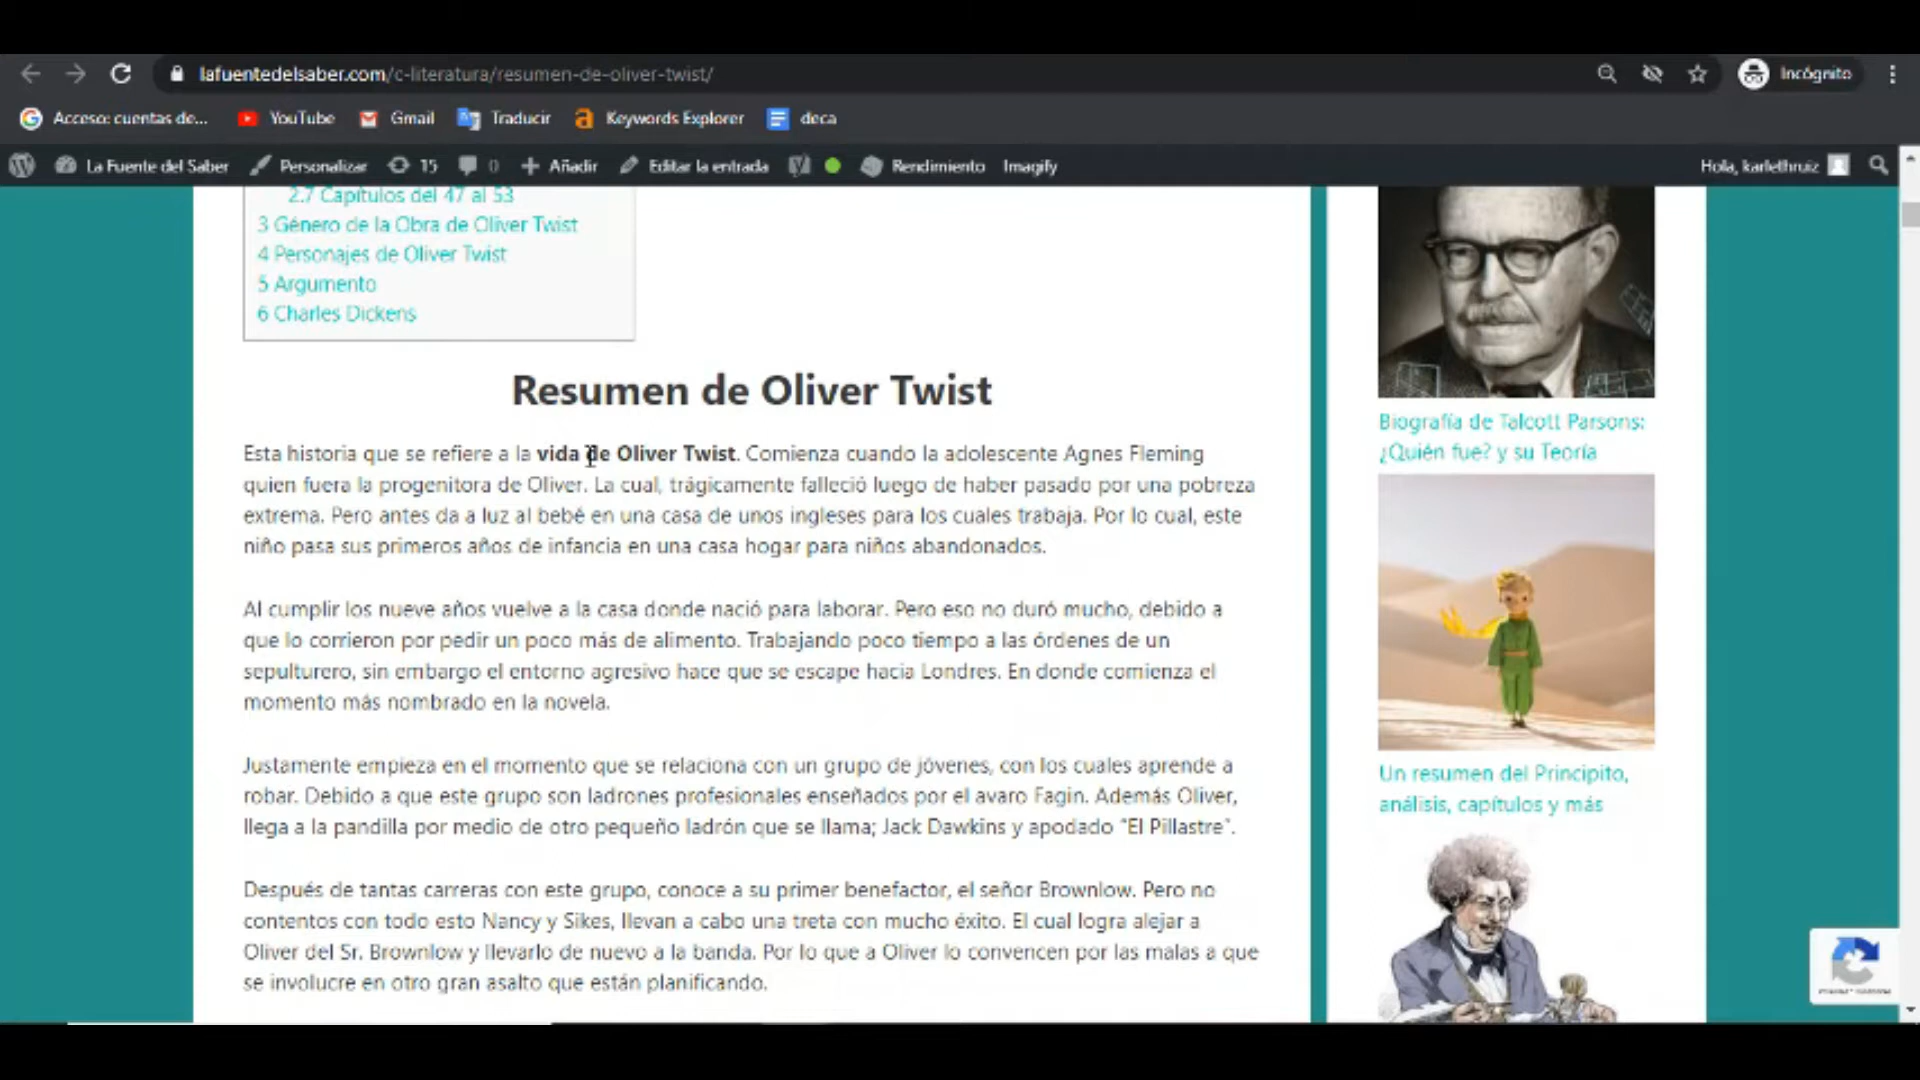 lafuentedelsaber.com/c-literatura/resumen-de-oliver-twist/
Incógnito
Acceso: cuentas de...
YouTube
Gmail
Traducir
Keywords Explorer
deca
La Fuente del Saber
Personalizar
15
0
Añadir
Editar la entrada
Rendimiento
Imagify
Hola, karlethruiz
2.7 Capítulos del 47 al 53
3 Género de la Obra de Oliver Twist
4 Personajes de Oliver Twist
5 Argumento
6 Charles Dickens
Resumen de Oliver Twist
Esta historia que se refiere a la vida de Oliver Twist. Comienza cuando la adolescente Agnes Fleming
quien fuera la progenitora de Oliver. La cual, trágicamente falleció luego de haber pasado por una pobreza
extrema. Pero antes da a luz al bebé en una casa de unos ingleses para los cuales trabaja. Por lo cual, este
niño pasa sus primeros años de infancia en una casa hogar para niños abandonados.
Al cumplir los nueve años vuelve a la casa donde nació para laborar. Pero eso no duró mucho, debido a
que lo corrieron por pedir un poco más de alimento. Trabajando poco tiempo a las órdenes de un
sepulturero, sin embargo el entorno agresivo hace que se escape hacia Londres. En donde comienza el
momento más nombrado en la novela.
Justamente empieza en el momento que se relaciona con un grupo de jóvenes, con los cuales aprende a
robar. Debido a que este grupo son ladrones profesionales enseñados por el avaro Fagin. Además Oliver,
llega a la pandilla por medio de otro pequeño ladrón que se llama; Jack Dawkins y apodado "El Pillastre".
Después de tantas carreras con este grupo, conoce a su primer benefactor, el señor Brownlow. Pero no
contentos con todo esto Nancy y Sikes, llevan a cabo una treta con mucho éxito. El cual logra alejar a
Oliver del Sr. Brownlow y llevarlo de nuevo a la banda. Por lo que a Oliver lo convencen por las malas a que
se involucre en otro gran asalto que están planificando.
Biografía de Talcott Parsons:
¿Quién fue? y su Teoría
Un resumen del Principito,
análisis, capítulos y más